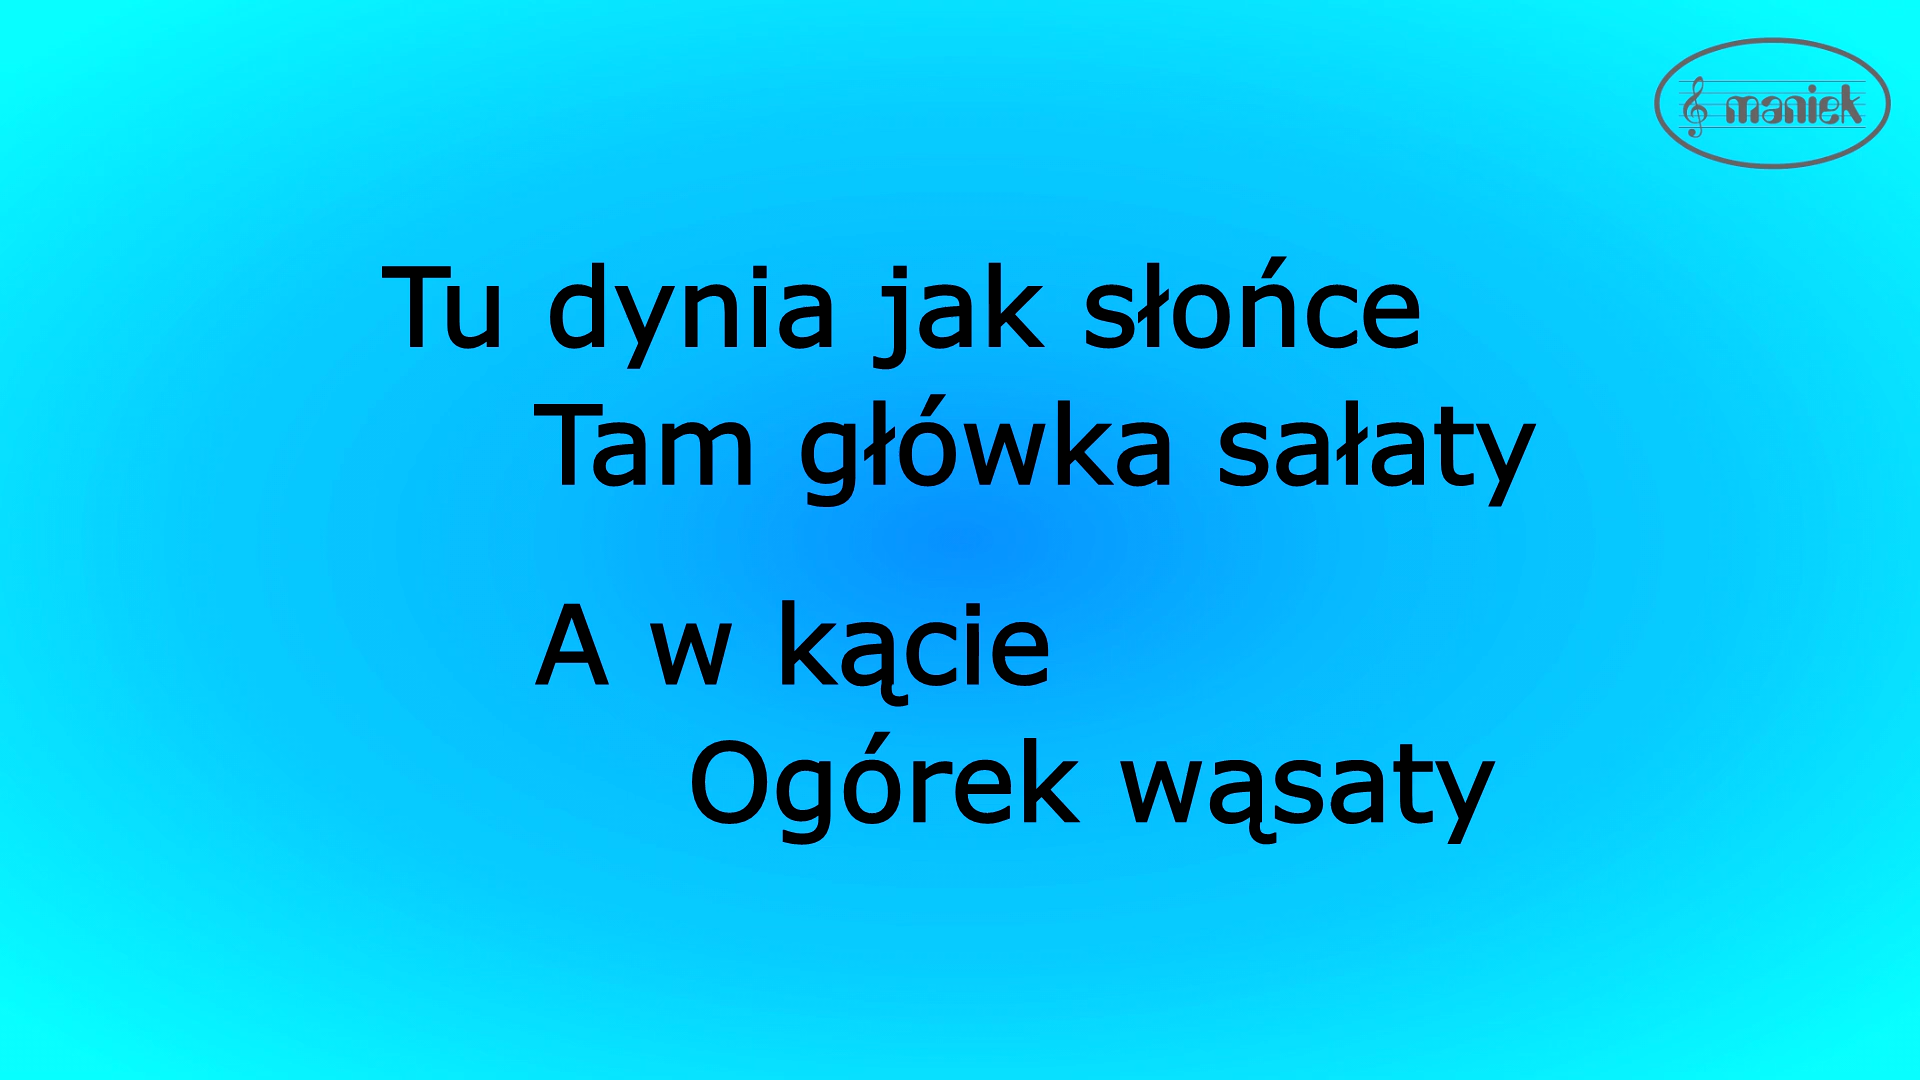 maniek
Tu dynia jak słońce
Tam główka sałaty
A w kącie
Ogórek wąsaty